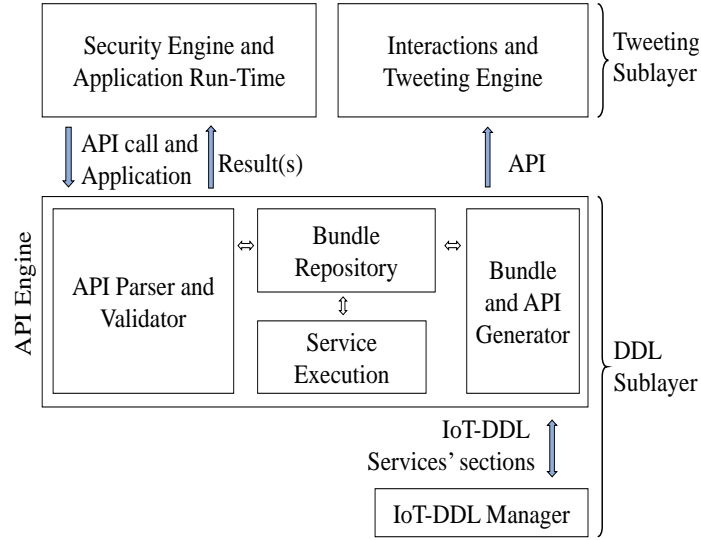 Security Engine and
Application Run-Time
Interactions and
Tweeting Engine
Tweeting
Sublayer
API call and
Application
Result(s)
API
API Engine
API Parser and
Validator
Bundle
Repository
Service
Execution
Bundle
and API
Generator
DDL
Sublayer
IoT-DDL
Services’ sections
IoT-DDL Manager